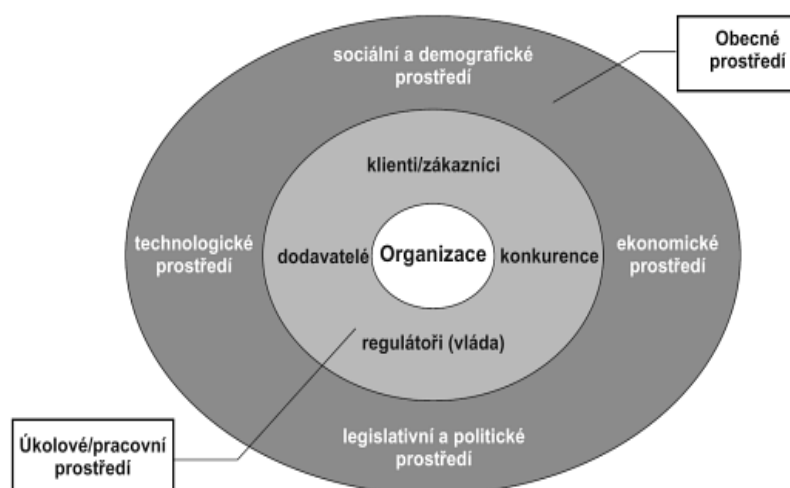 sociální a demografické
prostředí
Obecné
prostředí
klienti/zákazníci
technologické
prostředí
dodavatelé
Organizace
konkurence
ekonomické
prostředí
regulátoři (vláda)
Úkolové/pracovní
prostředí
legislativní a politické
prostředí